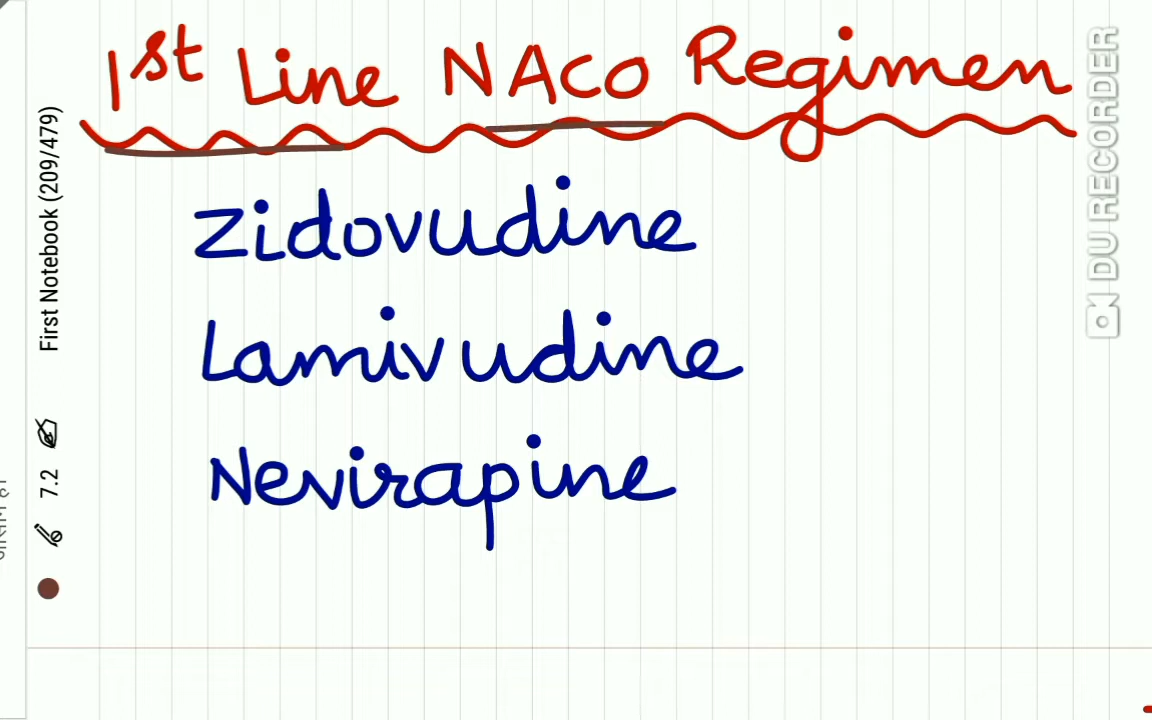 1st Line NACO Regimen
Zidovudine
Lamivudine
Nevirapine
First Notebook (209/479)
7.2
DU RECORDER